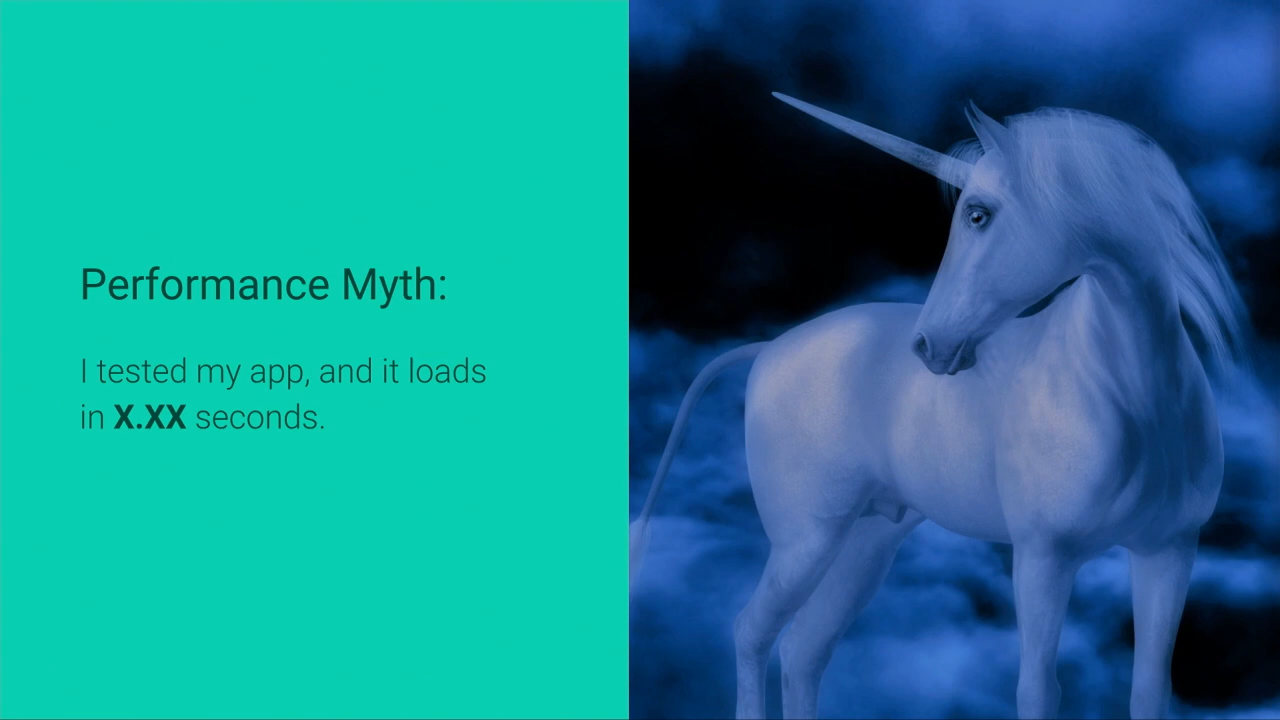 Performance Myth:
I tested my app, and it loads
in X.XX seconds.